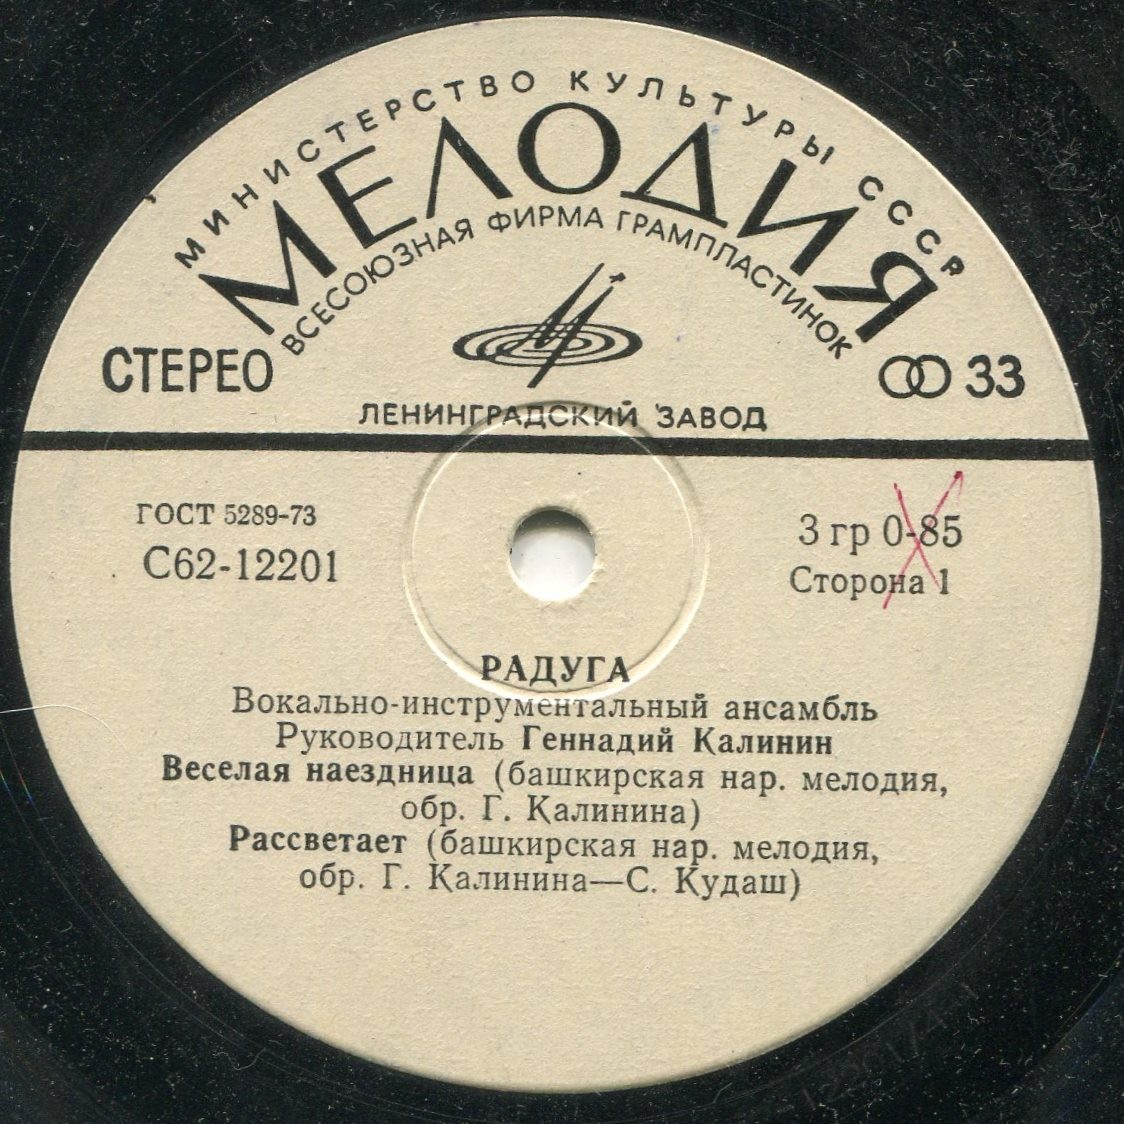 МИНИСТЕРСТВО КУЛЬТУРЫ СССР
МЕЛОДИЯ
ВСЕСОЮЗНАЯ ФИРМА ГРАМПЛАСТИНОК
СТЕРЕО
33
ЛЕНИНГРАДСКИЙ ЗАВОД
ГОСТ 5289-73
С62-12201
3 гр 0-85
Сторона 1
РАДУГА
Вокально-инструментальный ансамбль
Руководитель Геннадий Калинин
Веселая наездница (башкирская нар. мелодия,
обр. Г. Калинина)
Рассветает (башкирская нар. мелодия,
обр. Г. Калинина—С. Кудаш)